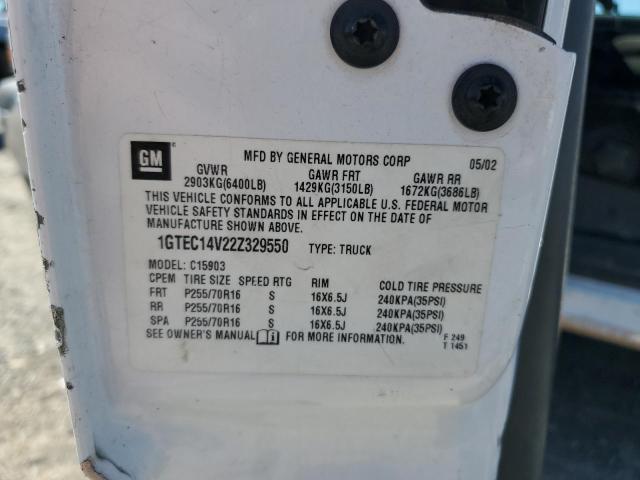 GM
MFD BY GENERAL MOTORS CORP 05/02
GVWR GAWR FRT GAWR RR
2903KG(6400LB) 1429KG(3150LB) 1672KG(3686LB)
THIS VEHICLE CONFORMS TO ALL APPLICABLE U.S. FEDERAL MOTOR
VEHICLE SAFETY STANDARDS IN EFFECT ON THE DATE OF
MANUFACTURE SHOWN ABOVE.
1GTEC14V22Z329550 TYPE: TRUCK
MODEL: C15903
CPEM TIRE SIZE SPEED RTG RIM COLD TIRE PRESSURE
FRT P255/70R16 S 16X6.5J 240KPA(35PSI)
RR P255/70R16 S 16X6.5J 240KPA(35PSI)
SPA P255/70R16 S 16X6.5J 240KPA(35PSI)
SEE OWNER'S MANUAL FOR MORE INFORMATION. F 249
T 1451